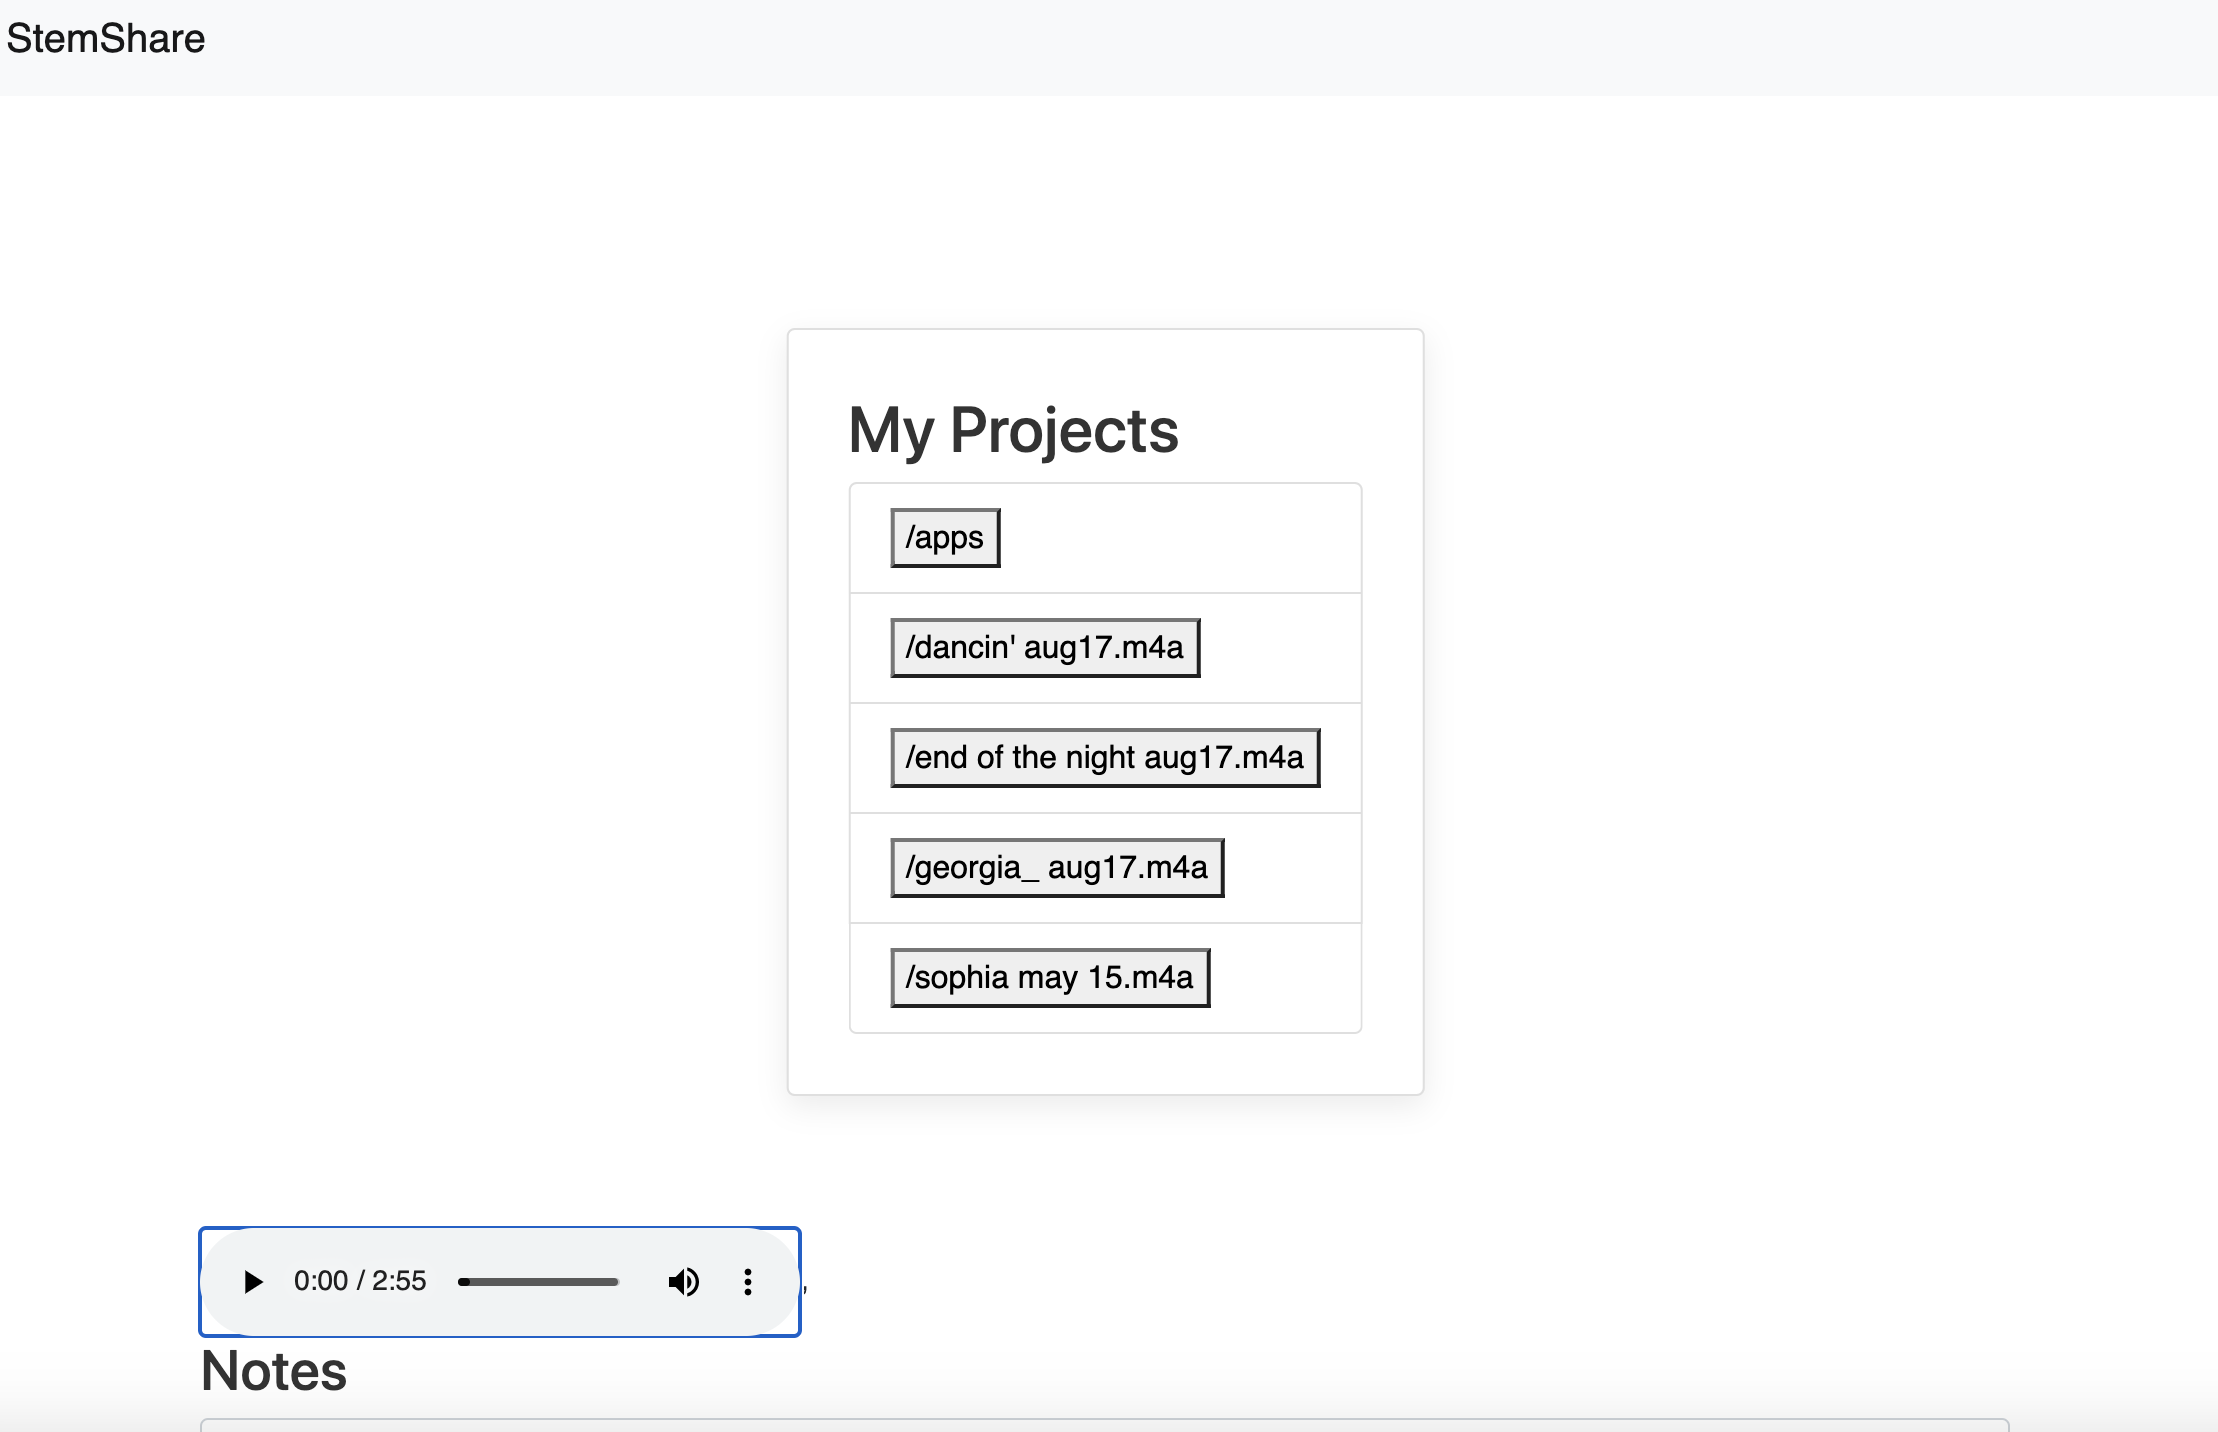 StemShare
My Projects
/apps
/dancin' aug17.m4a
/end of the night aug17.m4a
/georgia_ aug17.m4a
/sophia may 15.m4a
0:00 / 2:55 ,
Notes